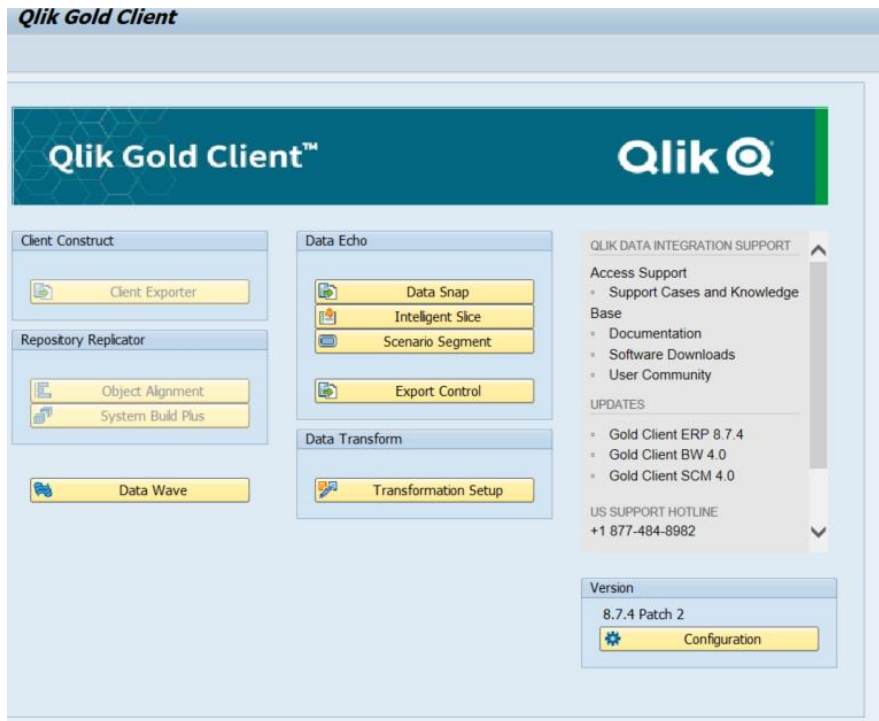 Qlik Gold Client
Qlik Gold Client™
Qlik
Client Construct
Client Exporter
Repository Replicator
Object Alignment
System Build Plus
Data Wave
Data Echo
Data Snap
Intelligent Slice
Scenario Segment
Export Control
Data Transform
Transformation Setup
QLIK DATA INTEGRATION SUPPORT
Access Support
Support Cases and Knowledge
Base
Documentation
Software Downloads
User Community
UPDATES
Gold Client ERP 8.7.4
Gold Client BW 4.0
Gold Client SCM 4.0
US SUPPORT HOTLINE
+1 877-484-8982
Version
8.7.4 Patch 2
Configuration